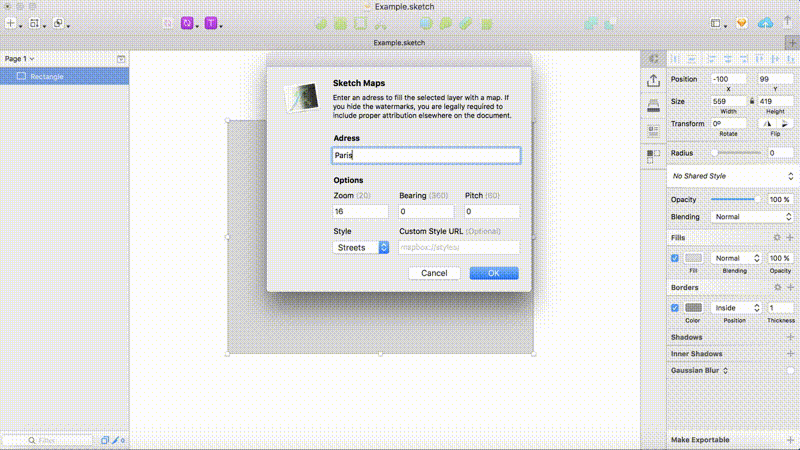 Example.sketch
Example.sketch
Page 1
Rectangle
Filter
0
Sketch Maps
Enter an adress to fill the selected layer with a map. If
you hide the watermarks, you are legally required to
include proper attribution elsewhere on the document.
Adress
Paris
Options
Zoom (20) Bearing (360) Pitch (60)
16 0 0
Style Custom Style URL (Optional)
Streets mapbox://styles/
Cancel OK
Position -100 99
X Y
Size 559 419
Width Height
Transform 0º
Rotate Flip
Radius 0
No Shared Style
Opacity 100 %
Blending Normal
Fills
Normal 100 %
Fill Blending Opacity
Borders
Inside 1
Color Position Thickness
Shadows
Inner Shadows
Gaussian Blur
Make Exportable